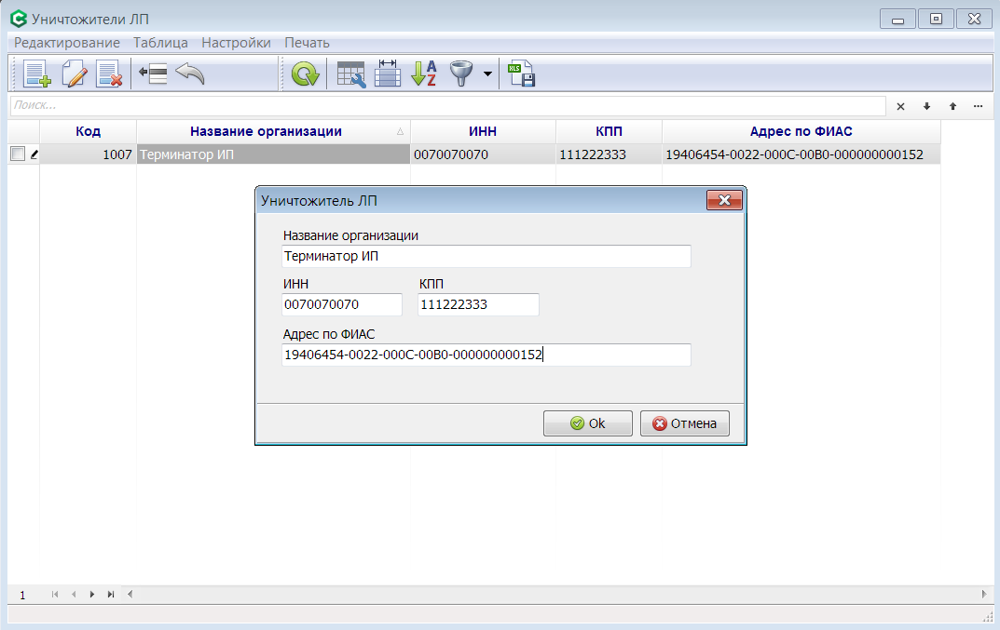 Уничтожители ЛП
Редактирование Таблица Настройки Печать
A
Z
XLS
Поиск...
Код Название организации ИНН КПП Адрес по ФИАС
1007 Терминатор ИП 0070070070 111222333 19406454-0022-000C-00B0-000000000152
Уничтожитель ЛП
Название организации
Терминатор ИП
ИНН КПП
0070070070 111222333
Адрес по ФИАС
19406454-0022-000C-00B0-000000000152
Ok Отмена
1